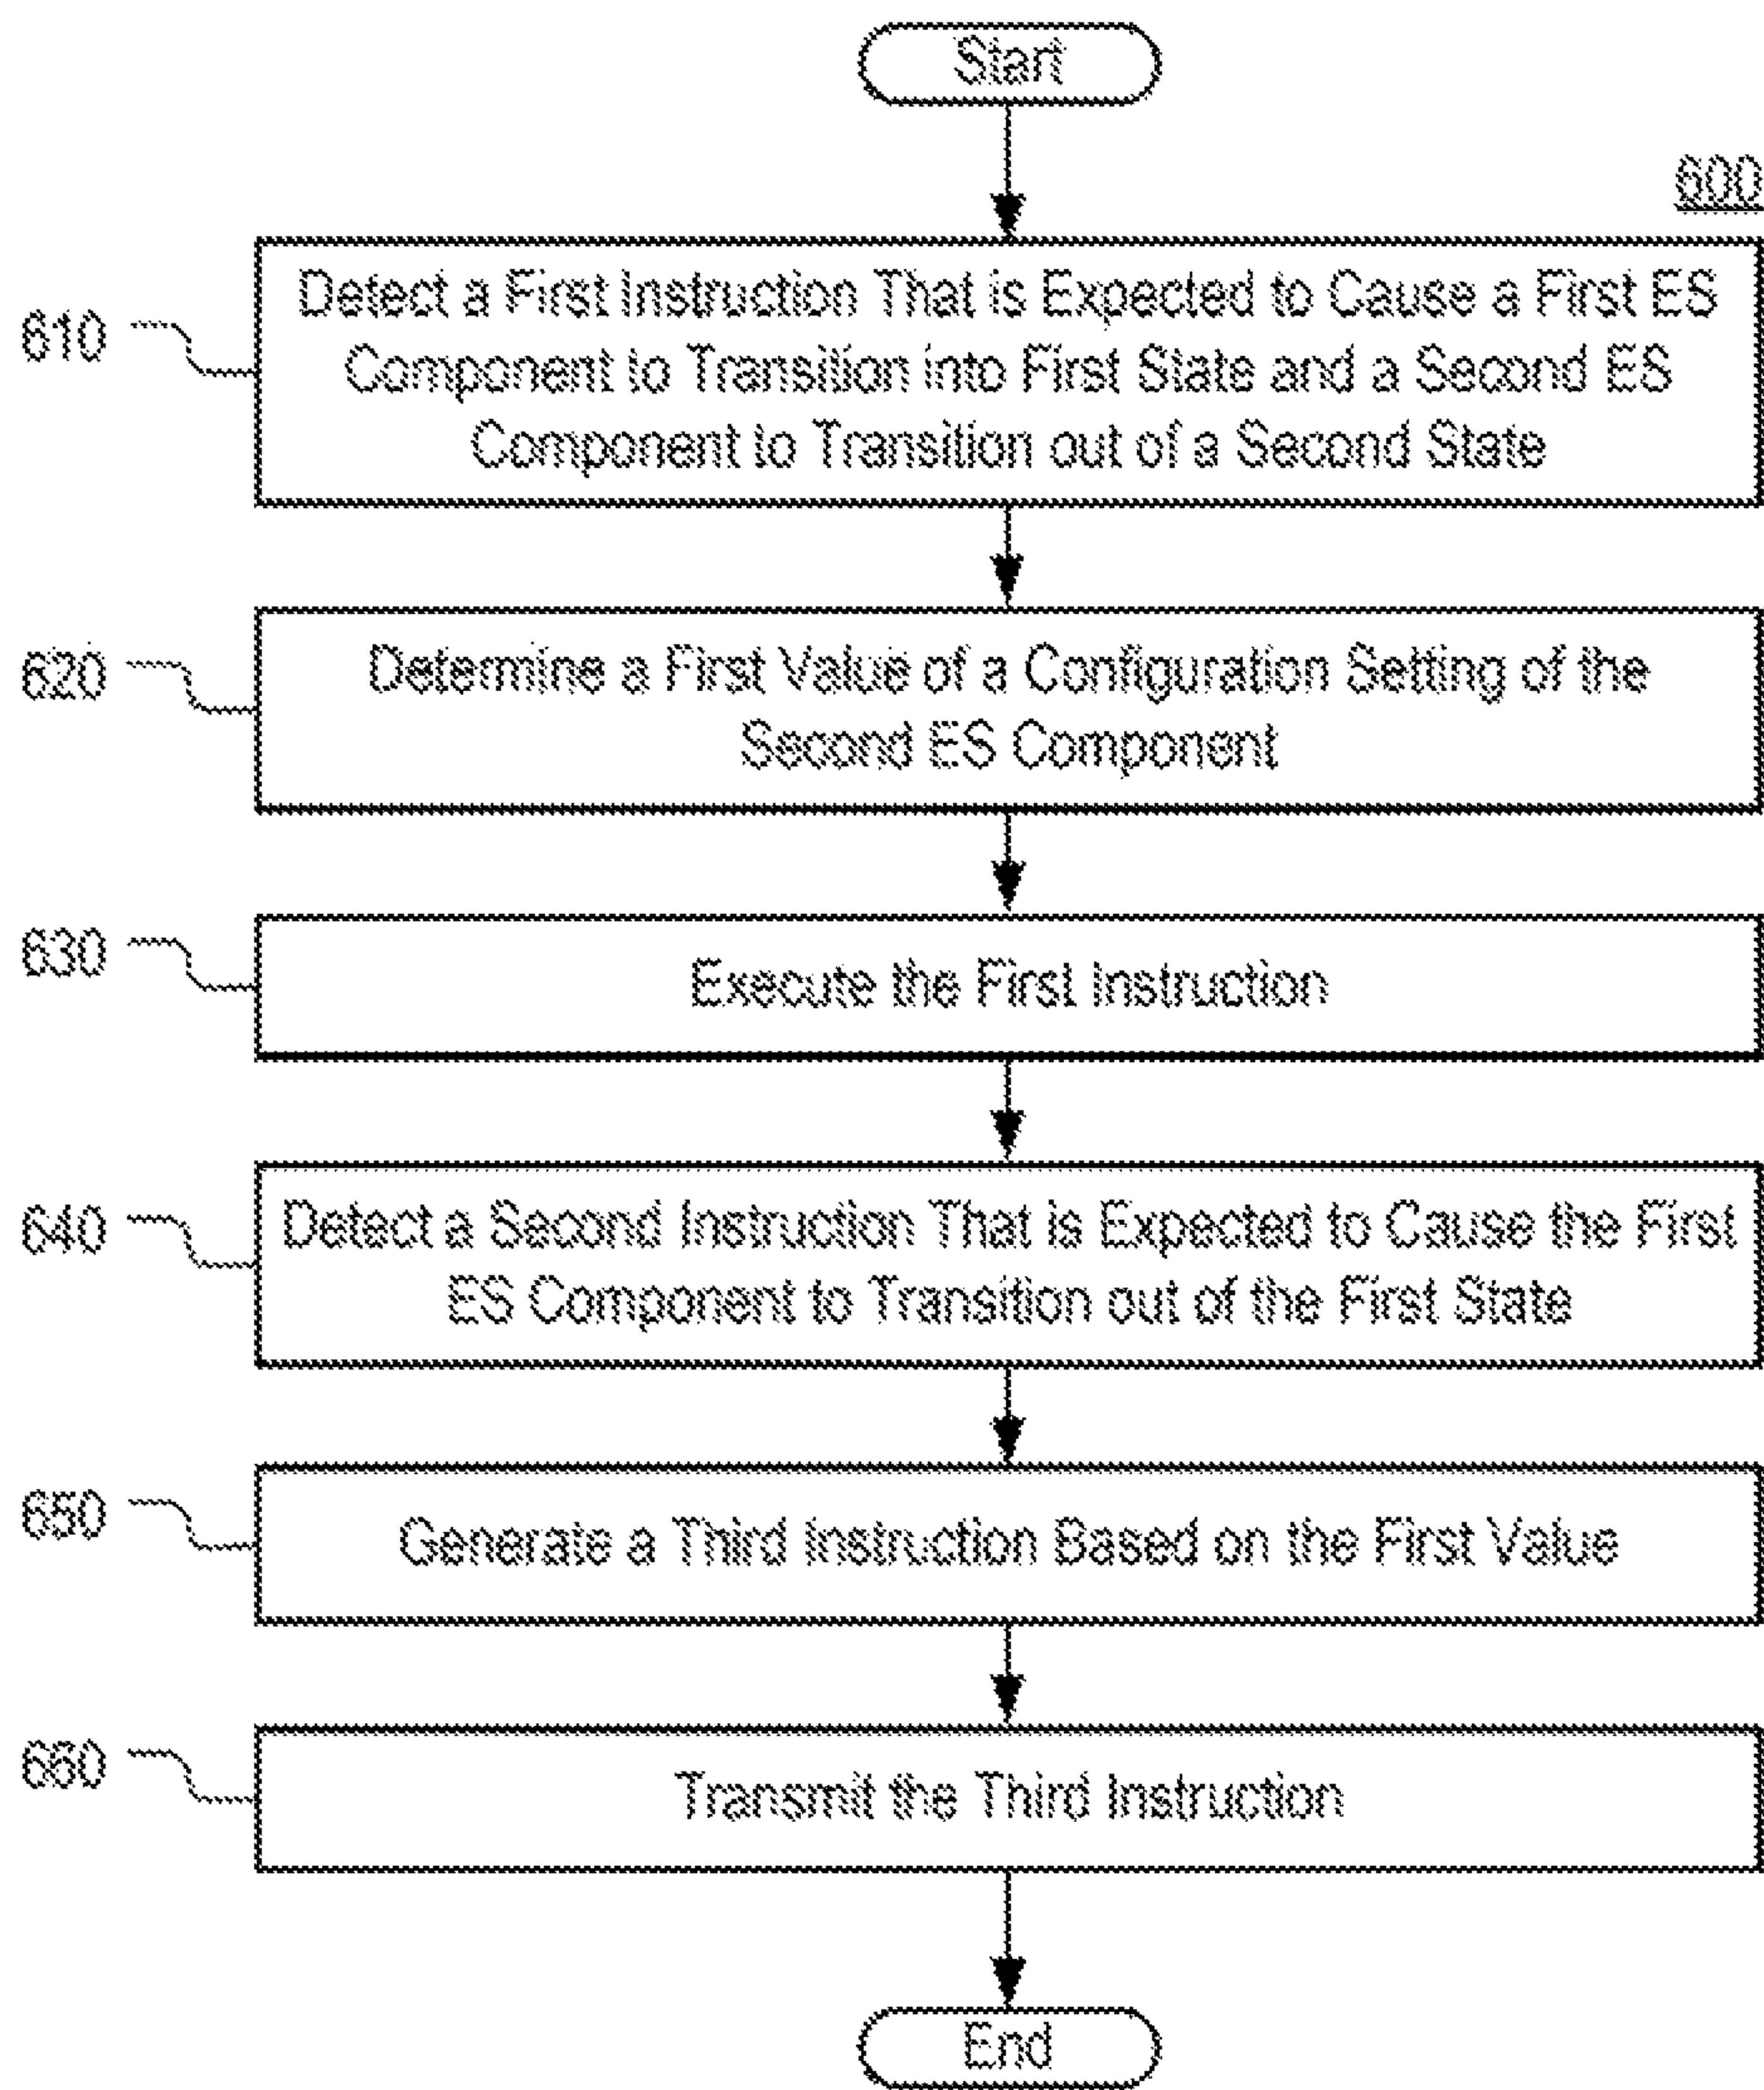 Start
600
610
Detect a First Instruction That is Expected to Cause a First ES
Component to Transition into First State and a Second ES
Component to Transition out of a Second State
620
Determine a First Value of a Configuration Setting of the
Second ES Component
630
Execute the First Instruction
640
Detect a Second Instruction That is Expected to Cause the First
ES Component to Transition out of the First State
650
Generate a Third Instruction Based on the First Value
660
Transmit the Third Instruction
End